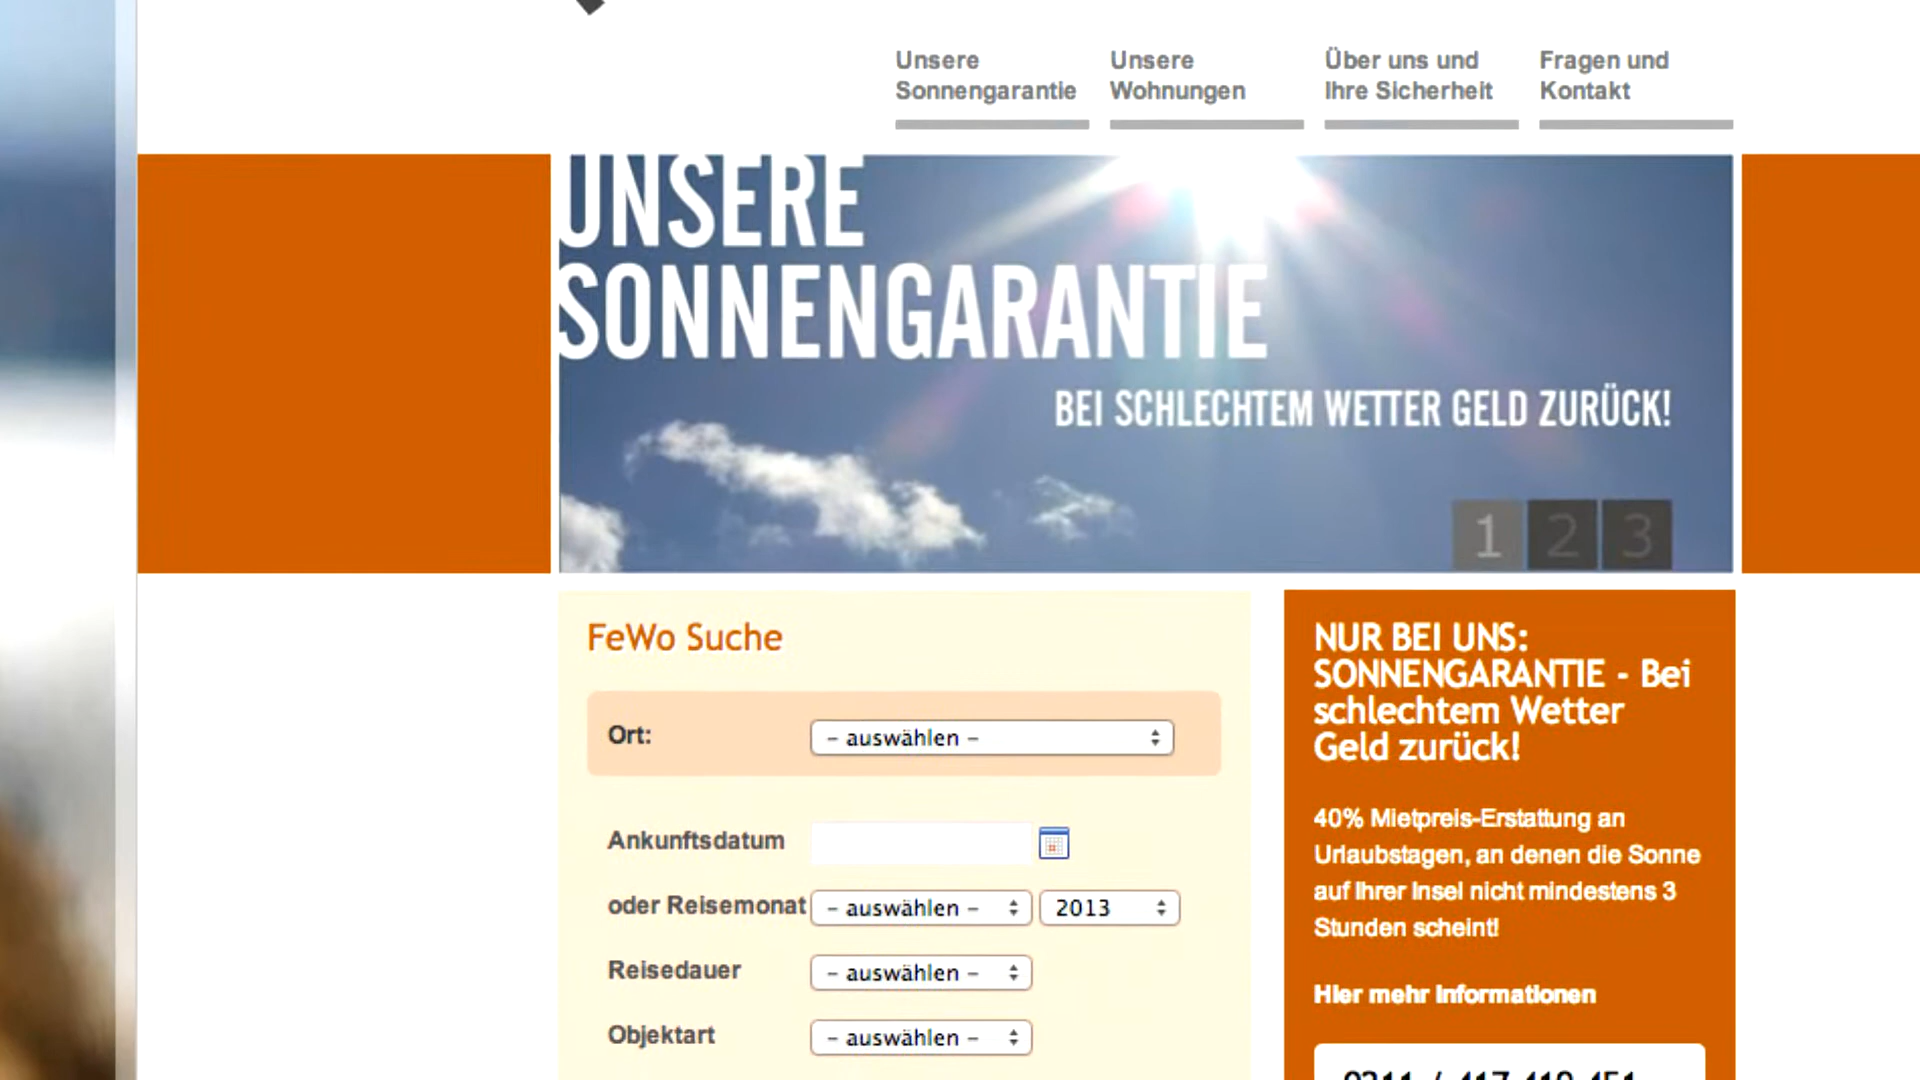 Unsere
Sonnengarantie
Unsere
Wohnungen
Über uns und
Ihre Sicherheit
Fragen und
Kontakt
UNSERE
SONNENGARANTIE
BEI SCHLECHTEM WETTER GELD ZURÜCK!
1 2 3
FeWo Suche
Ort: - auswählen -
Ankunftsdatum
oder Reisemonat - auswählen - 2013
Reisedauer - auswählen -
Objektart - auswählen -
NUR BEI UNS:
SONNENGARANTIE - Bei
schlechtem Wetter
Geld zurück!
40% Mietpreis-Erstattung an
Urlaubstagen, an denen die Sonne
auf Ihrer Insel nicht mindestens 3
Stunden scheint!
Hier mehr Informationen